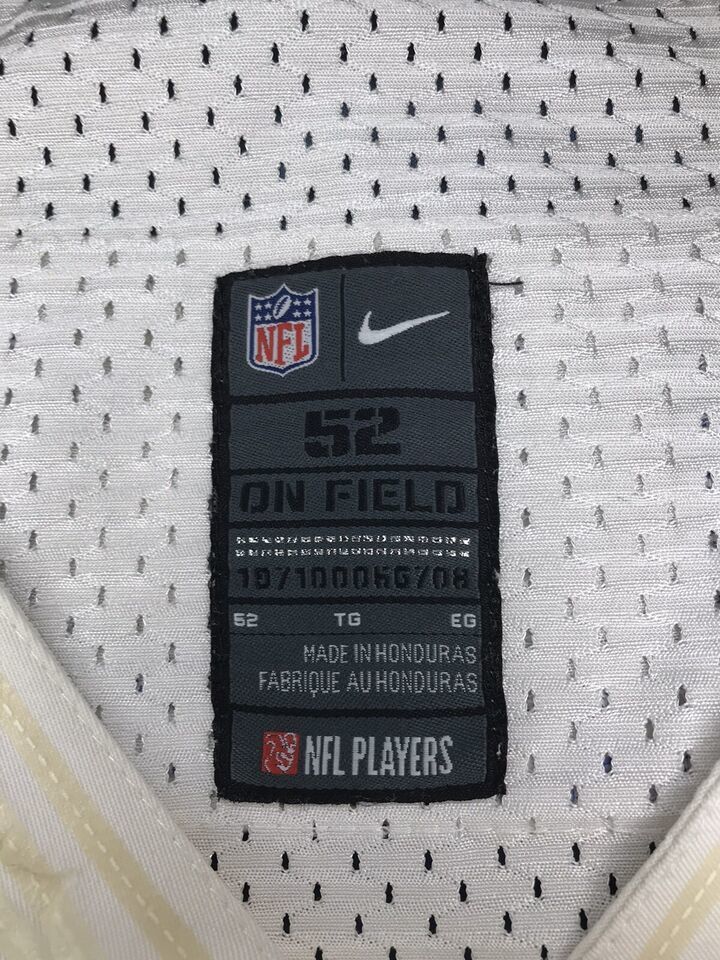 NFL
52
ON FIELD
52 TG EG
MADE IN HONDURAS
FABRIQUE AU HONDURAS
NFL PLAYERS